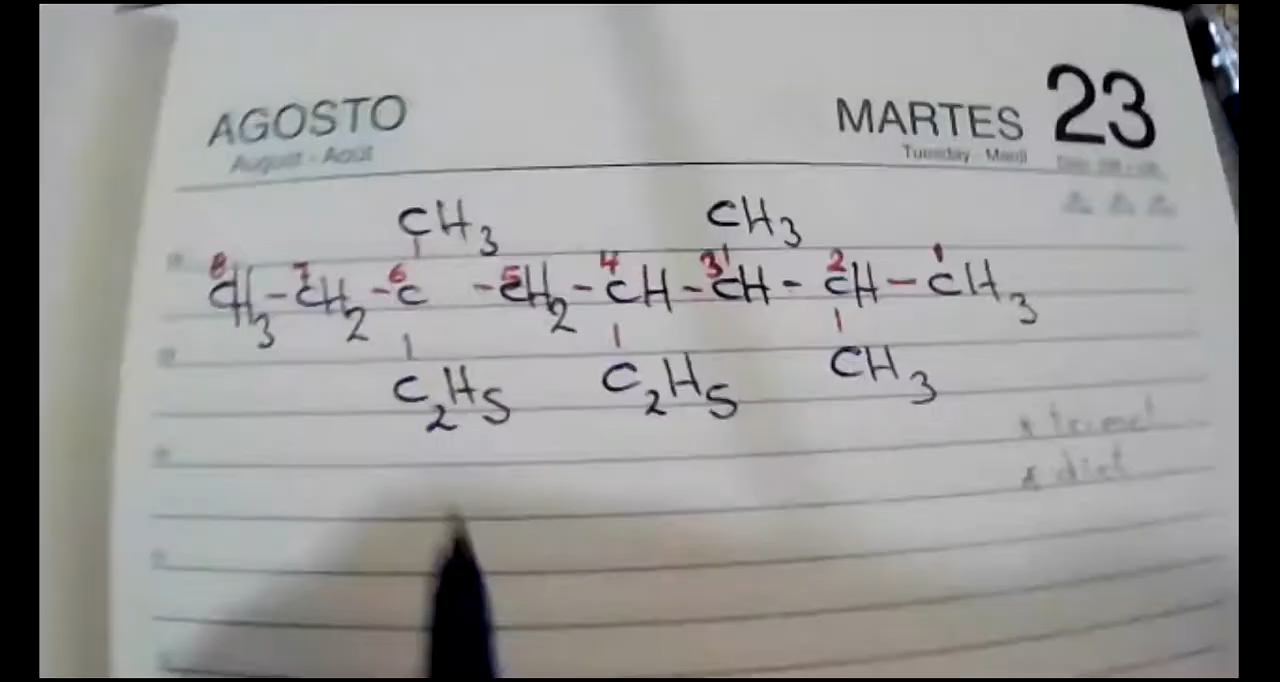 AGOSTO
August - Août
MARTES 23
Tuesday - Mardi
CH3 CH3
8 7 6 5 4 3 2 1
CH3 - CH2 - C - CH2 - CH - CH - CH - CH3
C2H5 C2H5 CH3